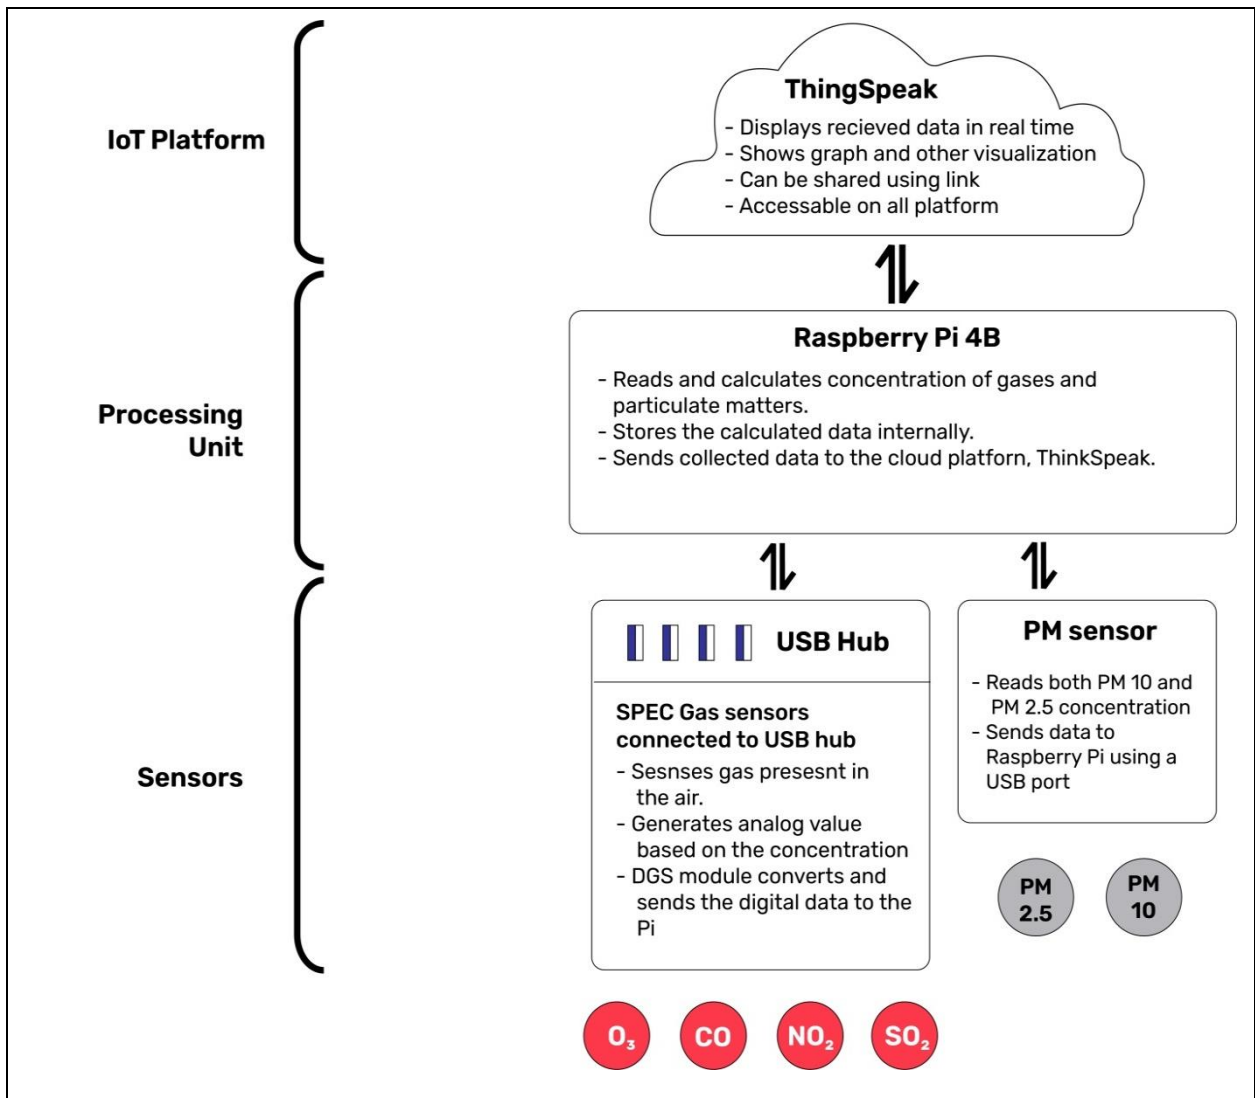 IoT Platform
ThingSpeak
- Displays recieved data in real time
- Shows graph and other visualization
- Can be shared using link
- Accessable on all platform
Processing
Unit
Raspberry Pi 4B
- Reads and calculates concentration of gases and
particulate matters.
- Stores the calculated data internally.
- Sends collected data to the cloud platforn, ThinkSpeak.
Sensors
USB Hub
SPEC Gas sensors
connected to USB hub
- Sesnses gas presesnt in
the air.
- Generates analog value
based on the concentration
- DGS module converts and
sends the digital data to the
Pi
PM sensor
- Reads both PM 10 and
PM 2.5 concentration
- Sends data to
Raspberry Pi using a
USB port
PM
2.5
PM
10
O₃
CO
NO₂
SO₂